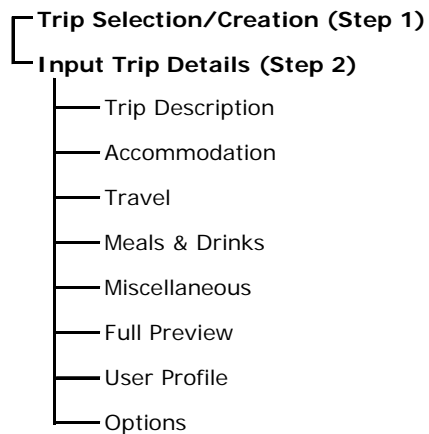 Trip Selection/Creation (Step 1)
Input Trip Details (Step 2)
Trip Description
Accommodation
Travel
Meals & Drinks
Miscellaneous
Full Preview
User Profile
Options